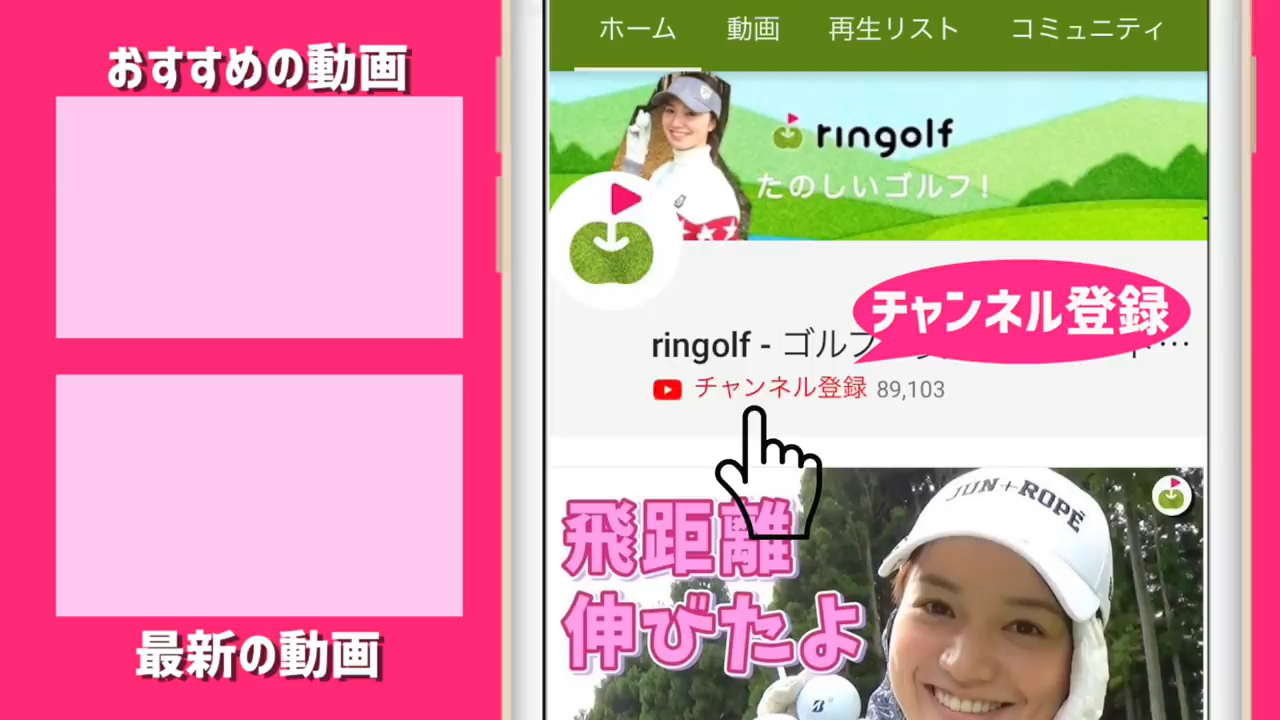 おすすめの動画
最新の動画
ホーム 動画 再生リスト コミュニティ
ringolf
たのしいゴルフ!
チャンネル登録
ringolf - ゴルフ
チャンネル登録 89,103
飛距離
伸びたよ
JUN+ROPÉ
B